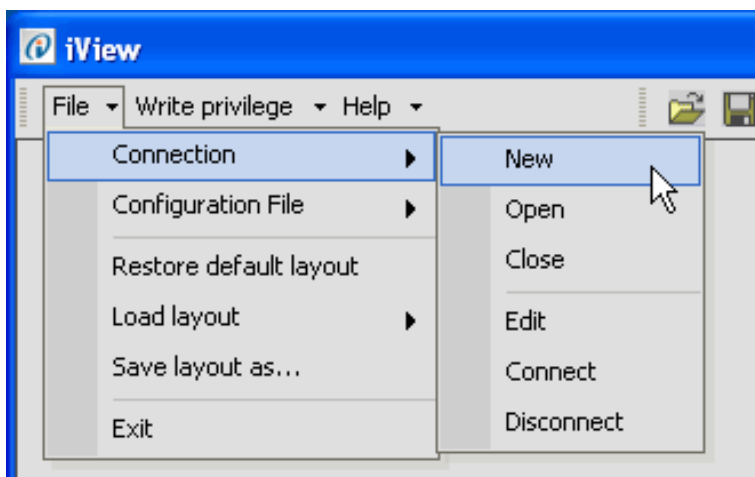 iView
File Write privilege Help
Connection
Configuration File
Restore default layout
Load layout
Save layout as...
Exit
New
Open
Close
Edit
Connect
Disconnect